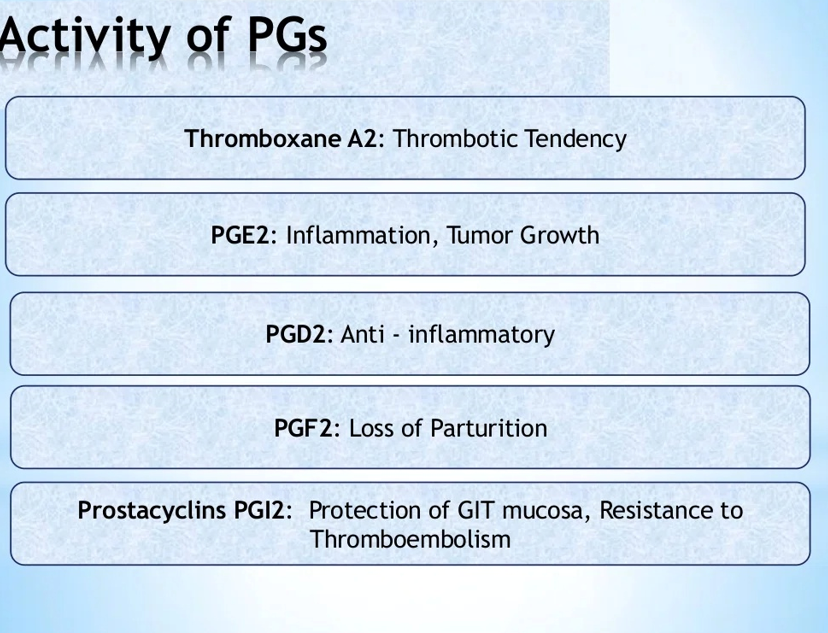 Activity of PGs
Thromboxane A2: Thrombotic Tendency
PGE2: Inflammation, Tumor Growth
PGD2: Anti - inflammatory
PGF2: Loss of Parturition
Prostacyclins PGI2: Protection of GIT mucosa, Resistance to
Thromboembolism